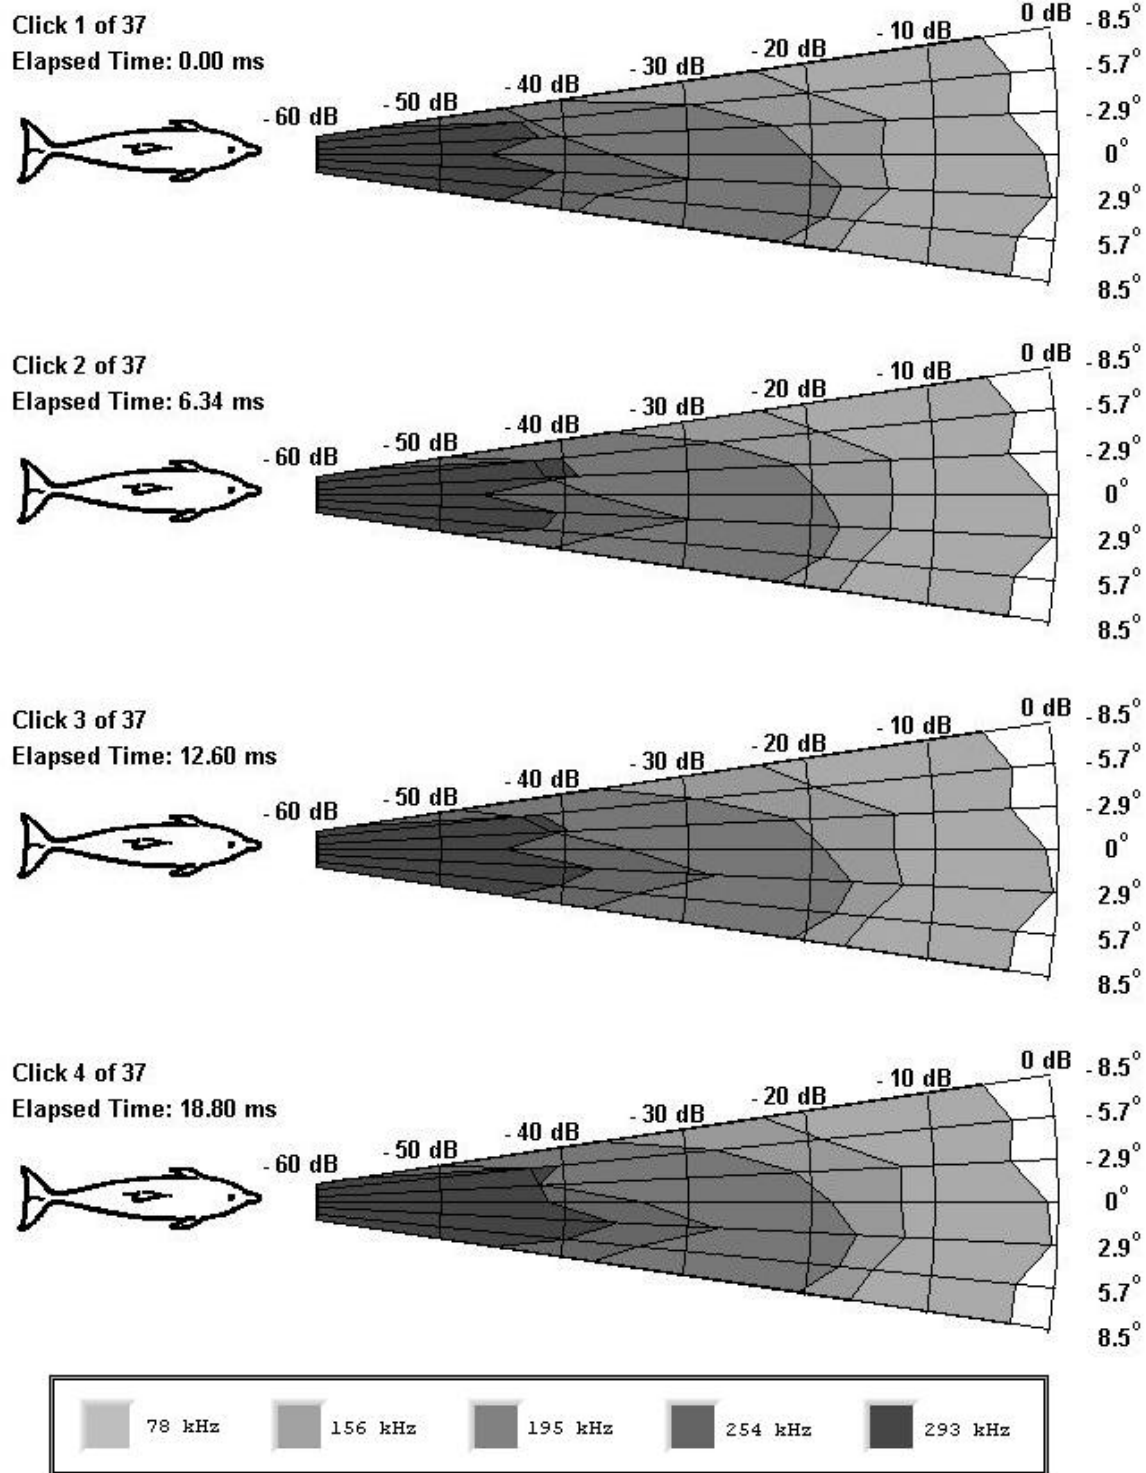 Click 1 of 37
Elapsed Time: 0.00 ms
- 60 dB
- 50 dB
- 40 dB
- 30 dB
- 20 dB
- 10 dB
0 dB
- 8.5°
- 5.7°
- 2.9°
0°
2.9°
5.7°
8.5°
Click 2 of 37
Elapsed Time: 6.34 ms
- 60 dB
- 50 dB
- 40 dB
- 30 dB
- 20 dB
- 10 dB
0 dB
- 8.5°
- 5.7°
- 2.9°
0°
2.9°
5.7°
8.5°
Click 3 of 37
Elapsed Time: 12.60 ms
- 60 dB
- 50 dB
- 40 dB
- 30 dB
- 20 dB
- 10 dB
0 dB
- 8.5°
- 5.7°
- 2.9°
0°
2.9°
5.7°
8.5°
Click 4 of 37
Elapsed Time: 18.80 ms
- 60 dB
- 50 dB
- 40 dB
- 30 dB
- 20 dB
- 10 dB
0 dB
- 8.5°
- 5.7°
- 2.9°
0°
2.9°
5.7°
8.5°
78 kHz 156 kHz 195 kHz 254 kHz 293 kHz